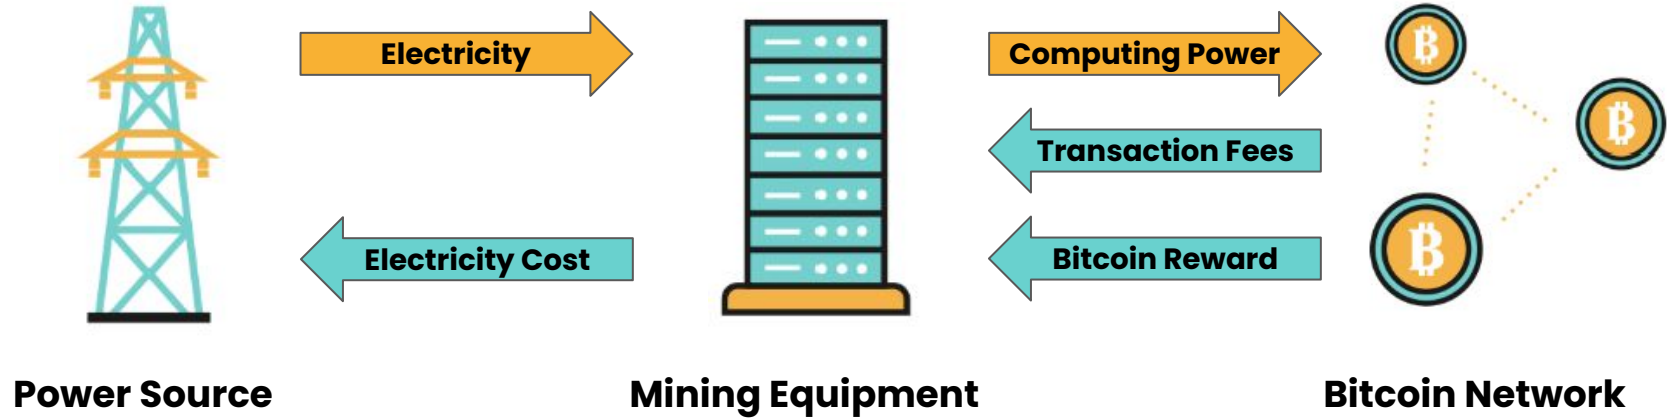 Electricity
Computing Power
Transaction Fees
Electricity Cost
Bitcoin Reward
Power Source
Mining Equipment
Bitcoin Network